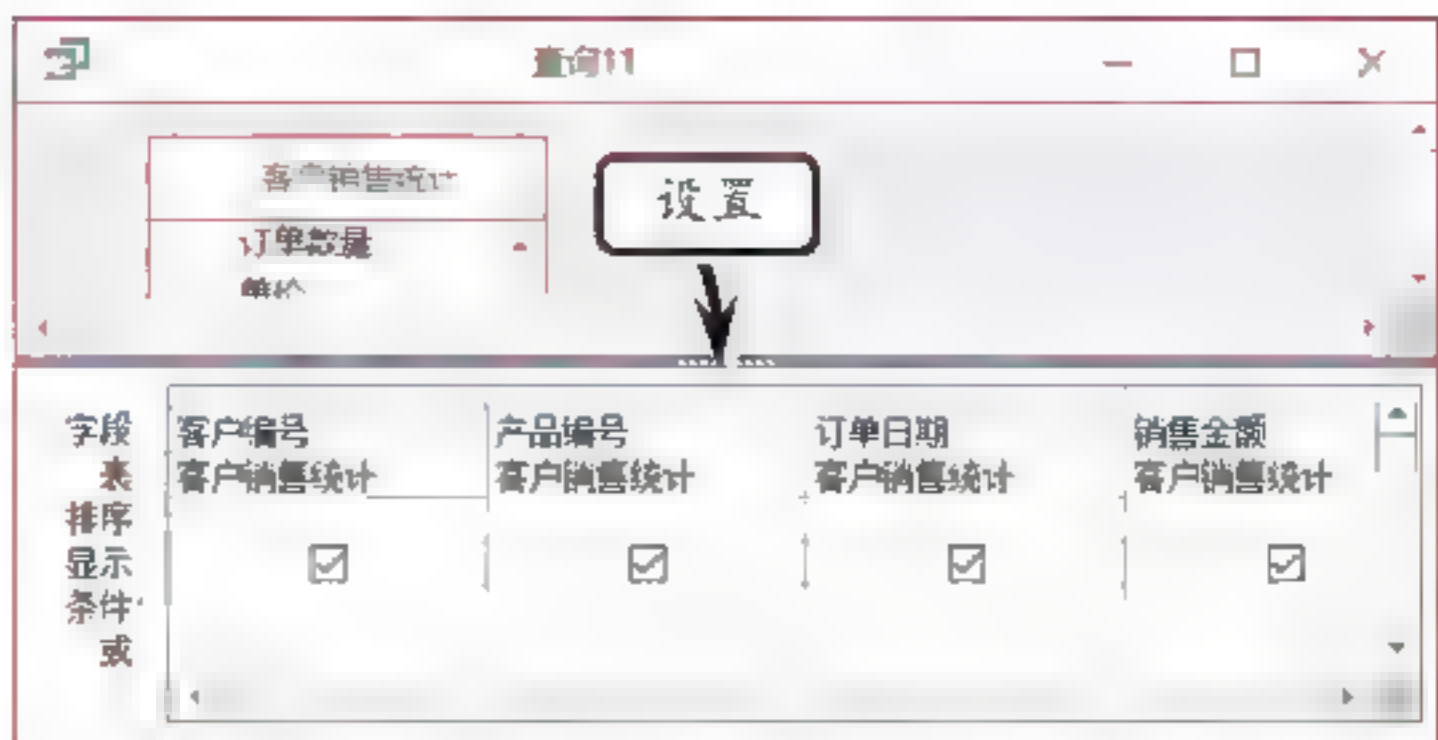 查询11
客户销售统计
设置
订单数量
单价
字段 客户编号 产品编号 订单日期 销售金额
表 客户销售统计 客户销售统计 客户销售统计 客户销售统计
排序
显示
条件
或